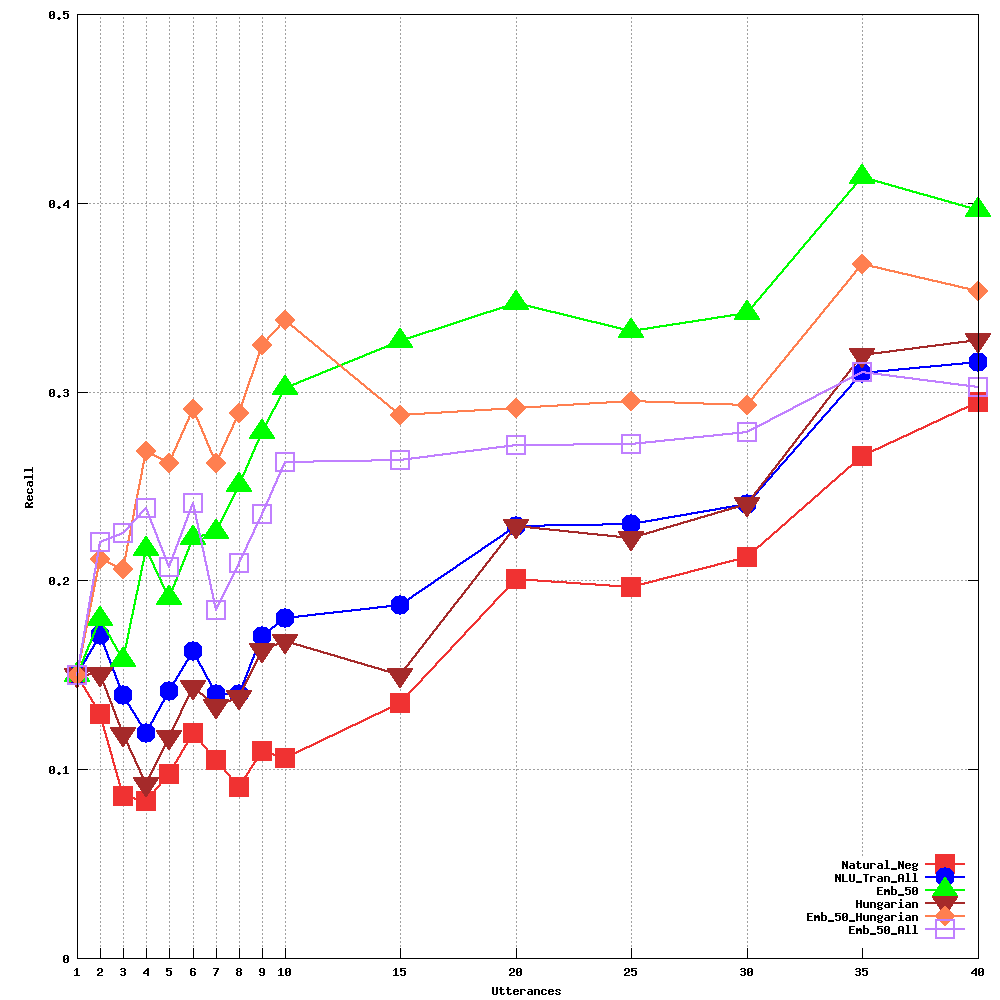 0.5
0.4
0.3
0.2
0.1
0
Recall
1 2 3 4 5 6 7 8 9 10 15 20 25 30 35 40
Utterances
Natural_Neg
NLU_Tran_All
Emb_50
Hungarian
Emb_50_Hungarian
Emb_50_All